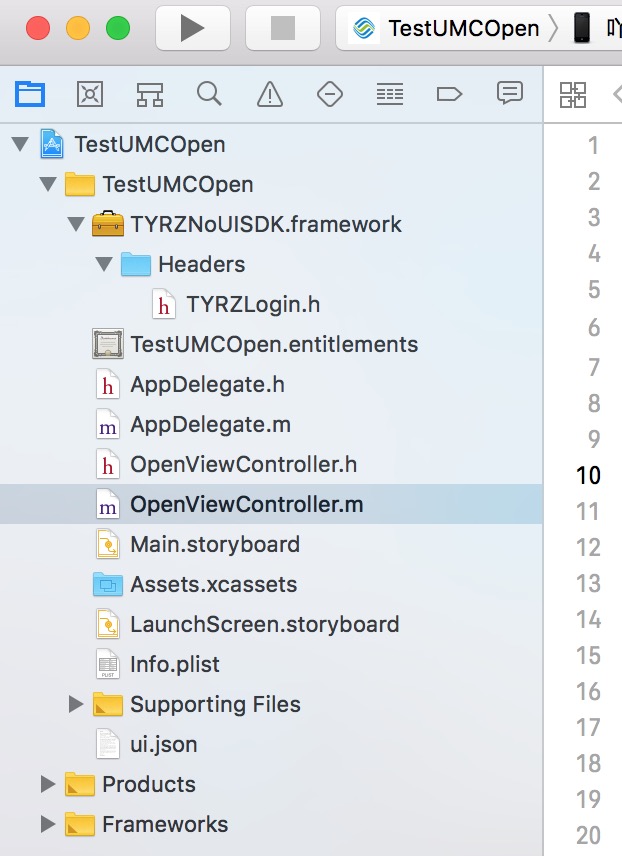 TestUMCOpen
TestUMCOpen
TestUMCOpen
TYRZNoUISDK.framework
Headers
h TYRZLogin.h
TestUMCOpen.entitlements
h AppDelegate.h
m AppDelegate.m
h OpenViewController.h
m OpenViewController.m
Main.storyboard
Assets.xcassets
LaunchScreen.storyboard
PLIST Info.plist
Supporting Files
ui.json
Products
Frameworks
1
2
3
4
5
6
7
8
9
10
11
12
13
14
15
16
17
18
19
20